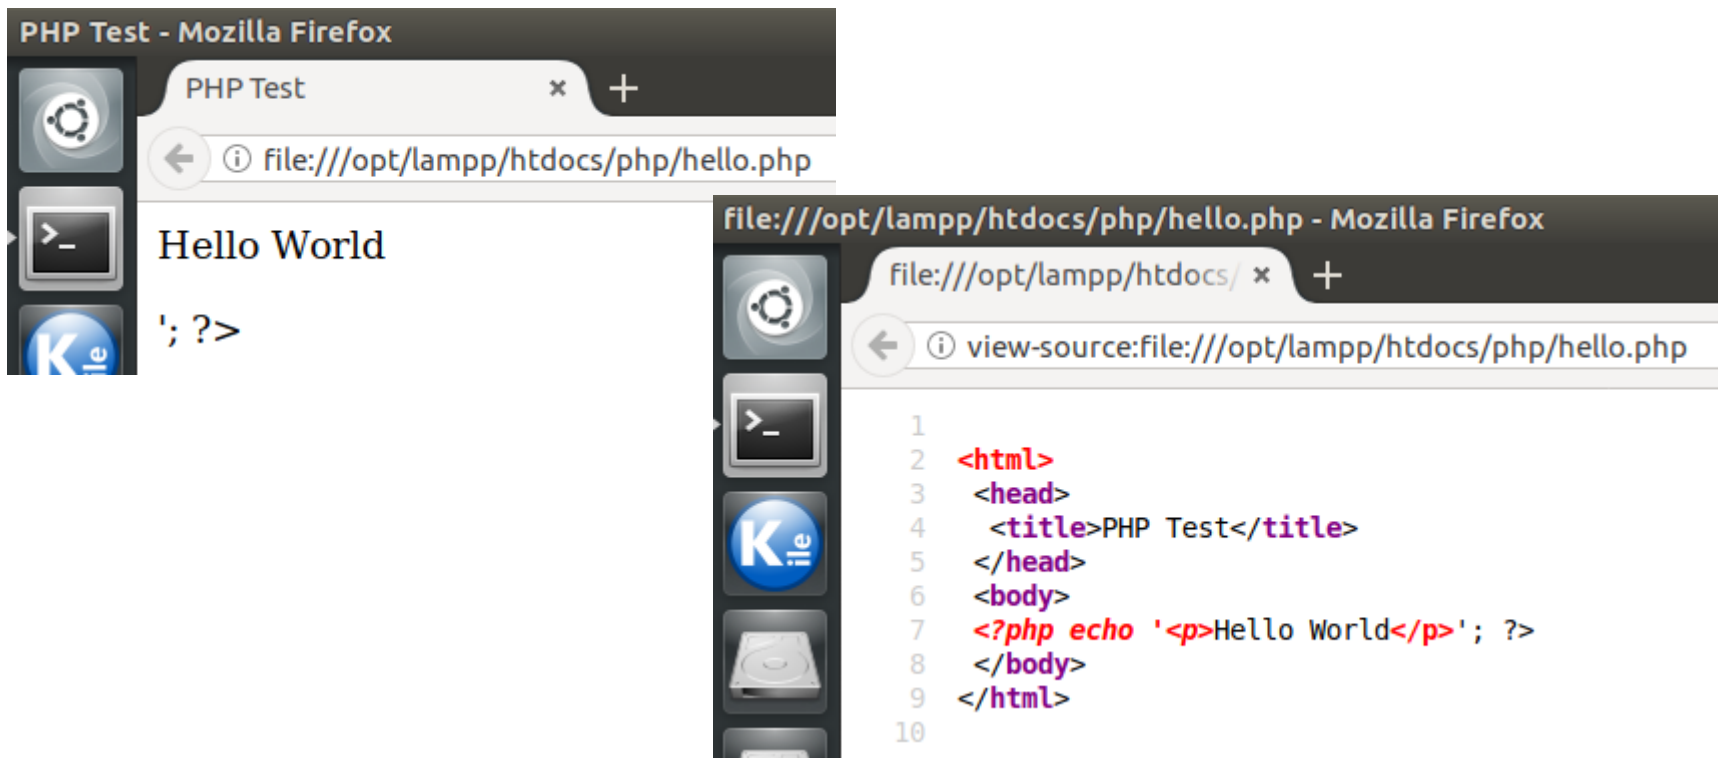 PHP Test - Mozilla Firefox
PHP Test
file:///opt/lampp/htdocs/php/hello.php
Hello World
'; ?>
>_
Kile
file:///opt/lampp/htdocs/php/hello.php - Mozilla Firefox
file:///opt/lampp/htdocs/
view-source:file:///opt/lampp/htdocs/php/hello.php
>_
Kile
1
2 <html>
3 <head>
4 <title>PHP Test</title>
5 </head>
6 <body>
7 <?php echo '<p>Hello World</p>'; ?>
8 </body>
9 </html>
10